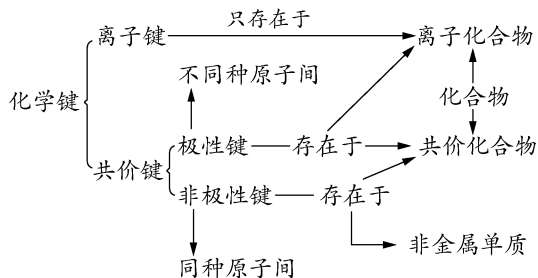 只存在于
离子键 离子化合物
不同种原子间
化学键 化合物
极性键 存在于 共价化合物
共价键
非极性键 存在于
非金属单质
同种原子间